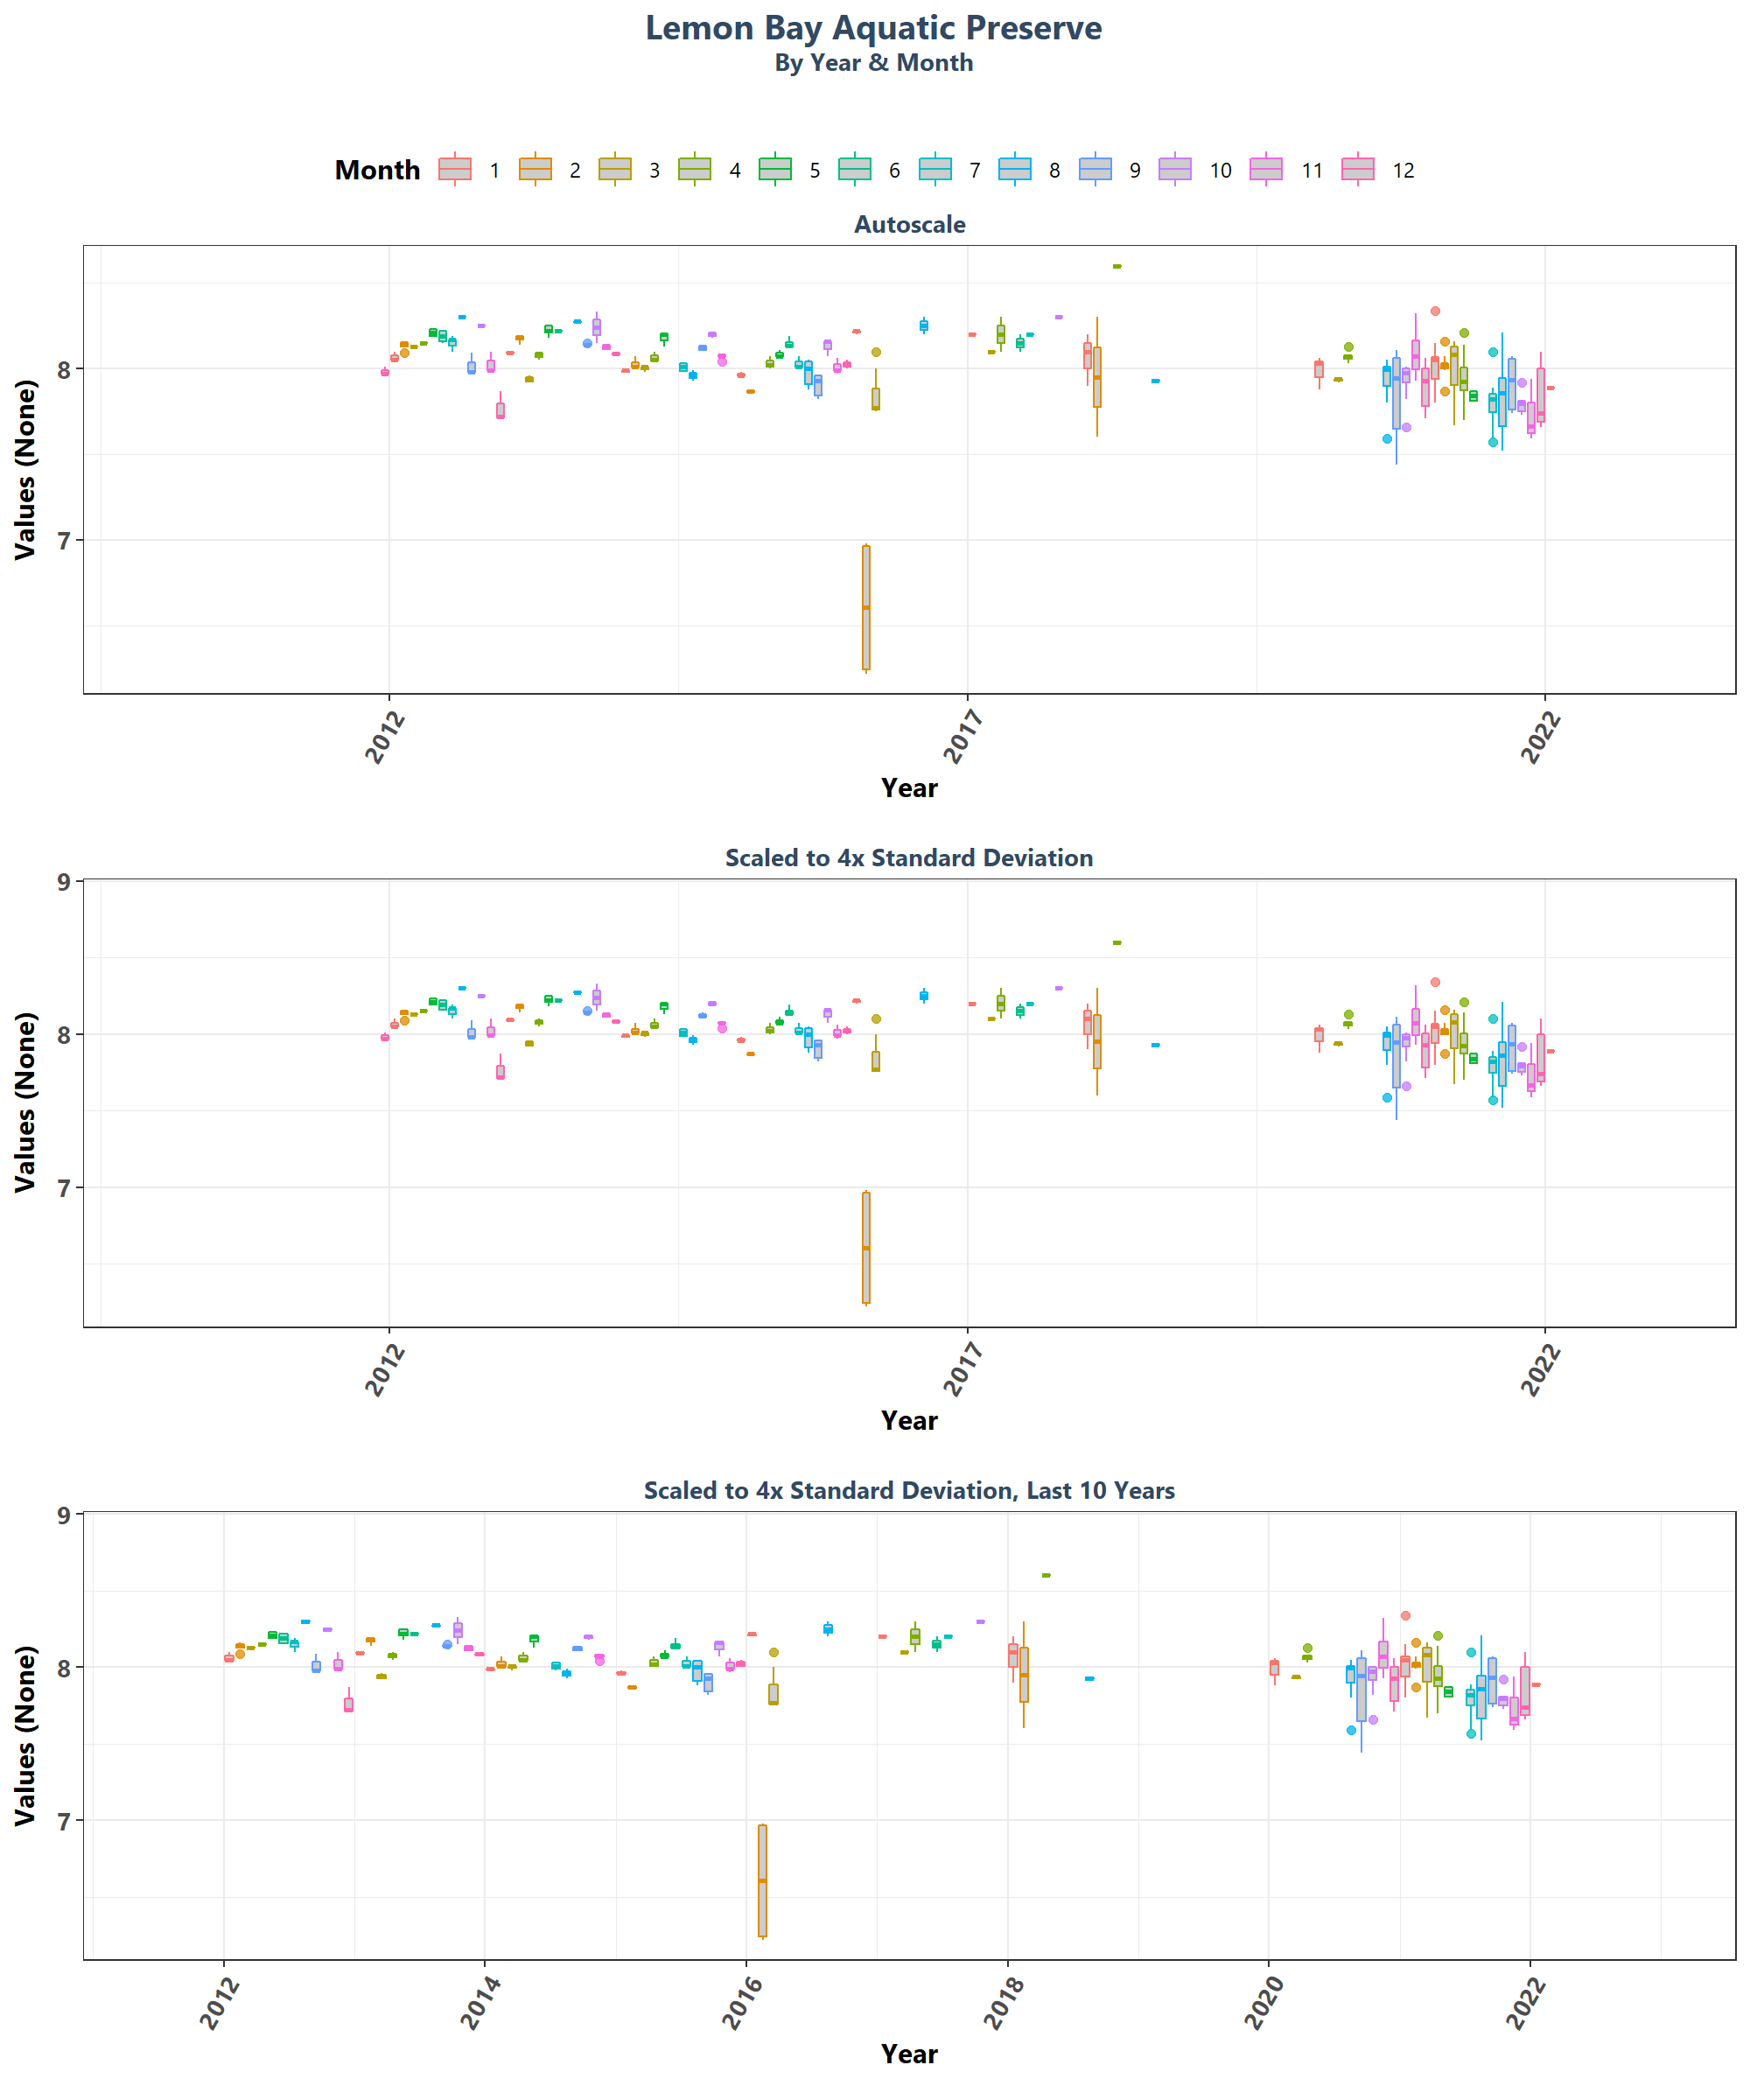 Lemon Bay Aquatic Preserve
By Year & Month
Month 1 2 3 4 5 6 7 8 9 10 11 12
Autoscale
Values (None)
8
7
2012 2017 2022
Year
Scaled to 4x Standard Deviation
Values (None)
9
8
7
2012 2017 2022
Year
Scaled to 4x Standard Deviation, Last 10 Years
Values (None)
9
8
7
2012 2014 2016 2018 2020 2022
Year